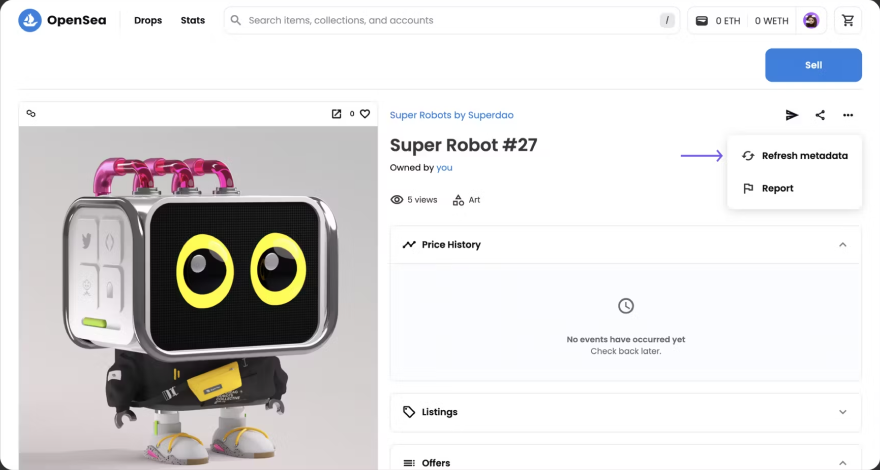 OpenSea
Drops
Stats
Search items, collections, and accounts
/
0 ETH
0 WETH
Sell
0
Super Robots by Superdao
Super Robot #27
Owned by you
Refresh metadata
Report
5 views
Art
Price History
No events have occurred yet
Check back later.
Listings
Offers